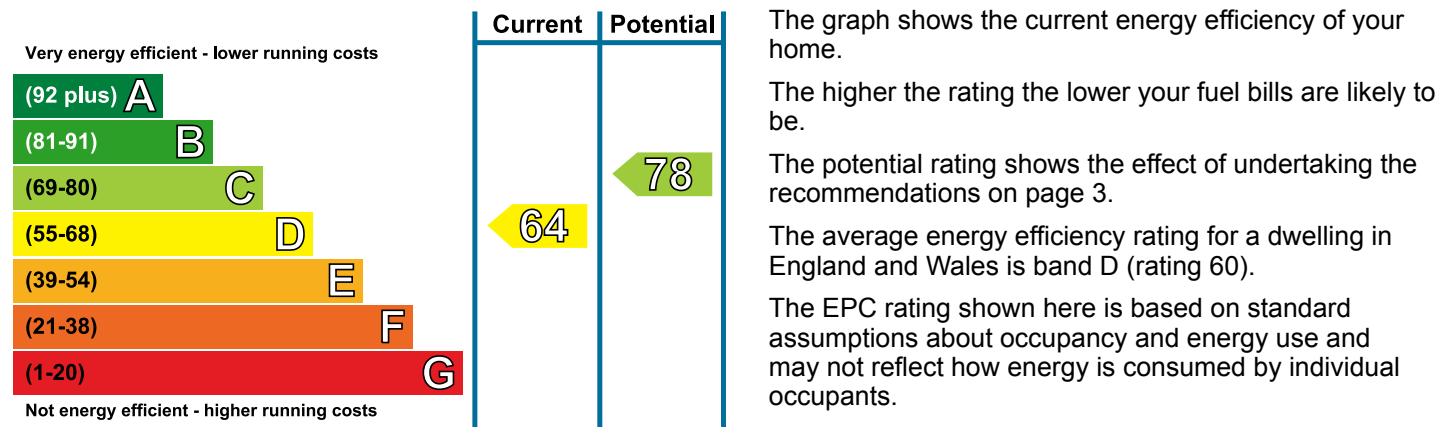 Current Potential
Very energy efficient - lower running costs
(92 plus) A
(81-91) B
(69-80) C
78
(55-68) D
64
(39-54) E
(21-38) F
(1-20) G
Not energy efficient - higher running costs
The graph shows the current energy efficiency of your
home.
The higher the rating the lower your fuel bills are likely to
be.
The potential rating shows the effect of undertaking the
recommendations on page 3.
The average energy efficiency rating for a dwelling in
England and Wales is band D (rating 60).
The EPC rating shown here is based on standard
assumptions about occupancy and energy use and
may not reflect how energy is consumed by individual
occupants.